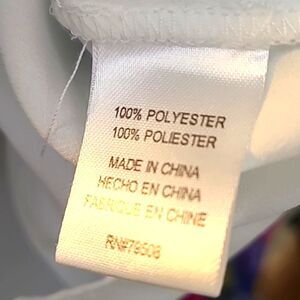 100% POLYESTER
100% POLIESTER
MADE IN CHINA
HECHO EN CHINA
FABRIQUE EN CHINE
RN#79508